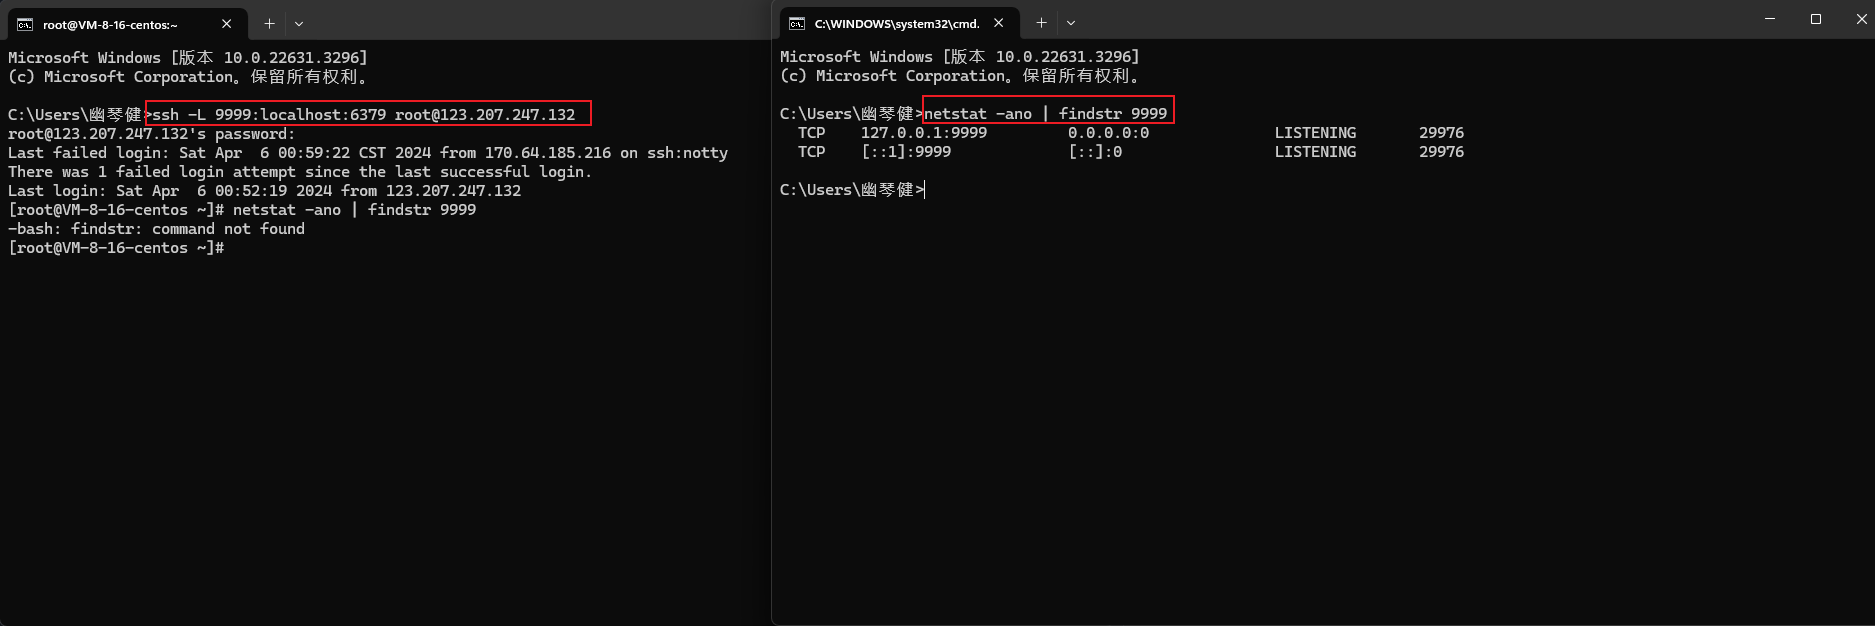 root@VM-8-16-centos:~
Microsoft Windows [版本 10.0.22631.3296]
(c) Microsoft Corporation。保留所有权利。
C:\Users\幽琴健>ssh -L 9999:localhost:6379 root@123.207.247.132
root@123.207.247.132's password:
Last failed login: Sat Apr  6 00:59:22 CST 2024 from 170.64.185.216 on ssh:notty
There was 1 failed login attempt since the last successful login.
Last login: Sat Apr  6 00:52:19 2024 from 123.207.247.132
[root@VM-8-16-centos ~]# netstat -ano | findstr 9999
-bash: findstr: command not found
[root@VM-8-16-centos ~]#
C:\WINDOWS\system32\cmd.
Microsoft Windows [版本 10.0.22631.3296]
(c) Microsoft Corporation。保留所有权利。
C:\Users\幽琴健>netstat -ano | findstr 9999
  TCP    127.0.0.1:9999         0.0.0.0:0              LISTENING       29976
  TCP    [::1]:9999             [::]:0                 LISTENING       29976
C:\Users\幽琴健>